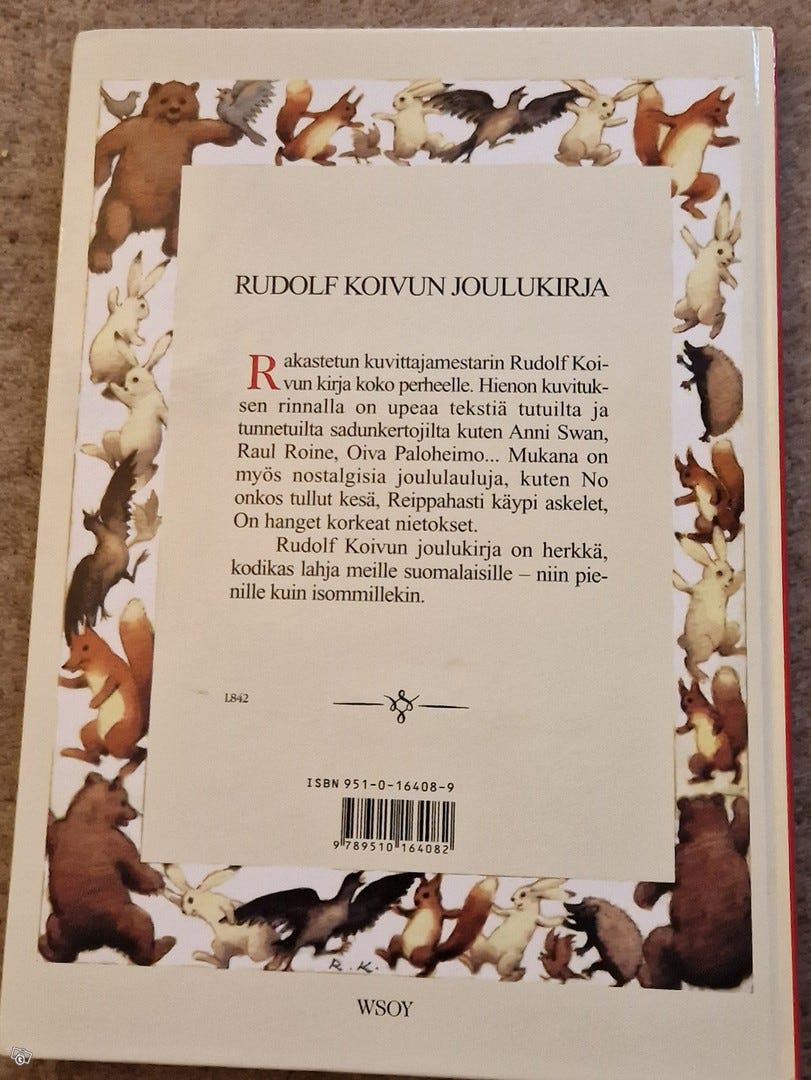 RUDOLF KOIVUN JOULUKIRJA
Rakastetun kuvittajamestarin Rudolf Koi-
vun kirja koko perheelle. Hienon kuvituk-
sen rinnalla on upeaa tekstiä tutuilta ja
tunnetuilta sadunkertojilta kuten Anni Swan,
Raul Roine, Oiva Paloheimo... Mukana on
myös nostalgisia joululauluja, kuten No
onkos tullut kesä, Reippahasti käypi askelet,
On hanget korkeat nietokset.
Rudolf Koivun joulukirja on herkkä,
kodikas lahja meille suomalaisille – niin pie-
nille kuin isommillekin.
L842
ISBN 951-0-16408-9
9 789510 164082
R. K.
WSOY